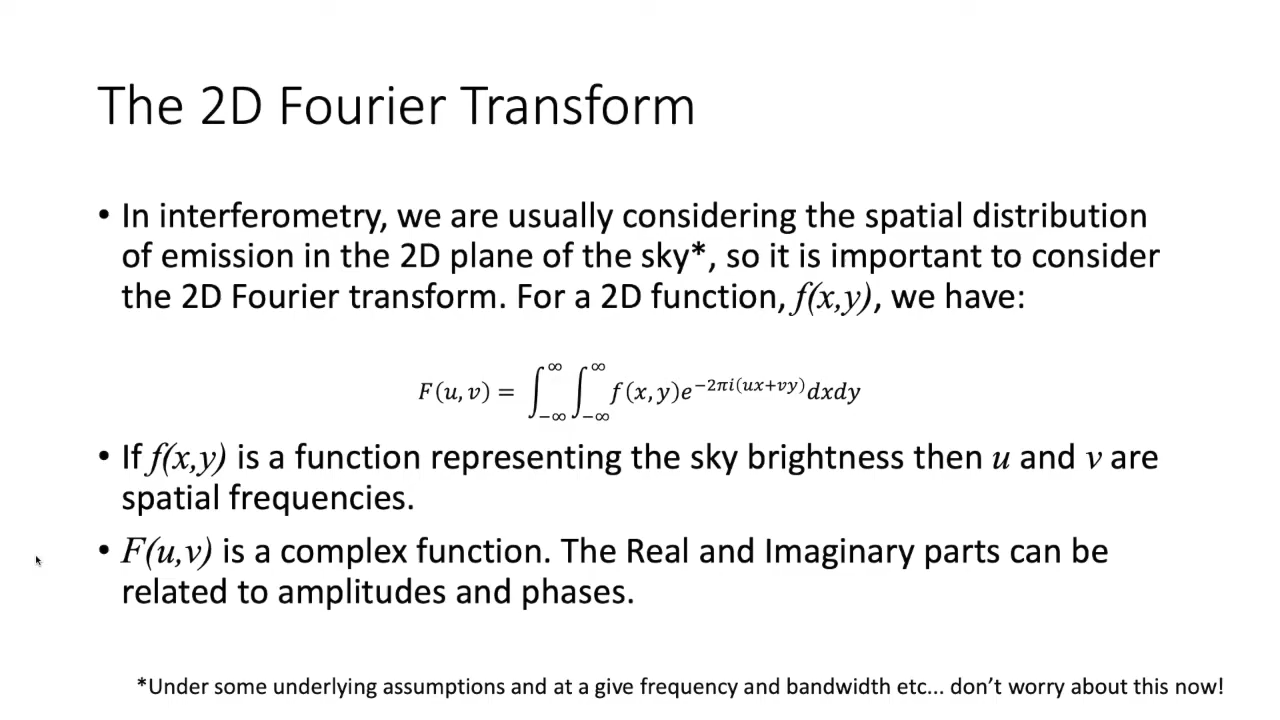 The 2D Fourier Transform
• In interferometry, we are usually considering the spatial distribution
of emission in the 2D plane of the sky*, so it is important to consider
the 2D Fourier transform. For a 2D function, f(x,y), we have:
F(u, v) = ∫_{−∞}^{∞} ∫_{−∞}^{∞} f(x, y)e^{−2πi(ux+vy)}dxdy
• If f(x,y) is a function representing the sky brightness then u and v are
spatial frequencies.
• F(u,v) is a complex function. The Real and Imaginary parts can be
related to amplitudes and phases.
*Under some underlying assumptions and at a give frequency and bandwidth etc... don’t worry about this now!